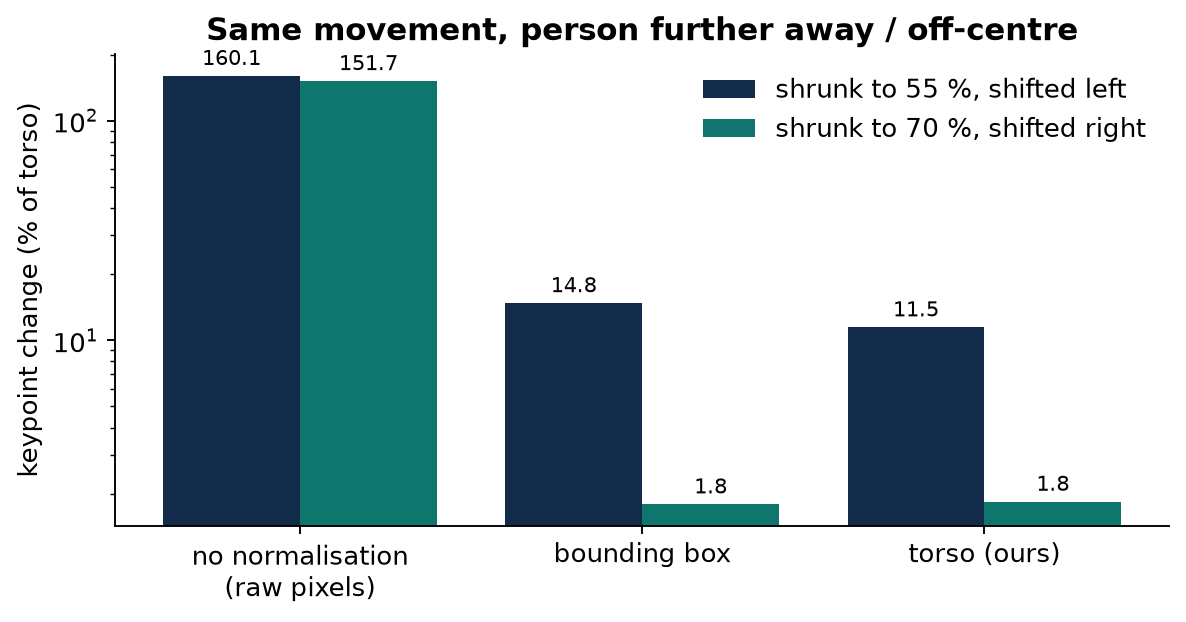 Same movement, person further away / off-centre
160.1
151.7
shrunk to 55 %, shifted left
shrunk to 70 %, shifted right
10²
keypoint change (% of torso)
14.8
11.5
10¹
1.8
1.8
no normalisation
(raw pixels)
bounding box
torso (ours)